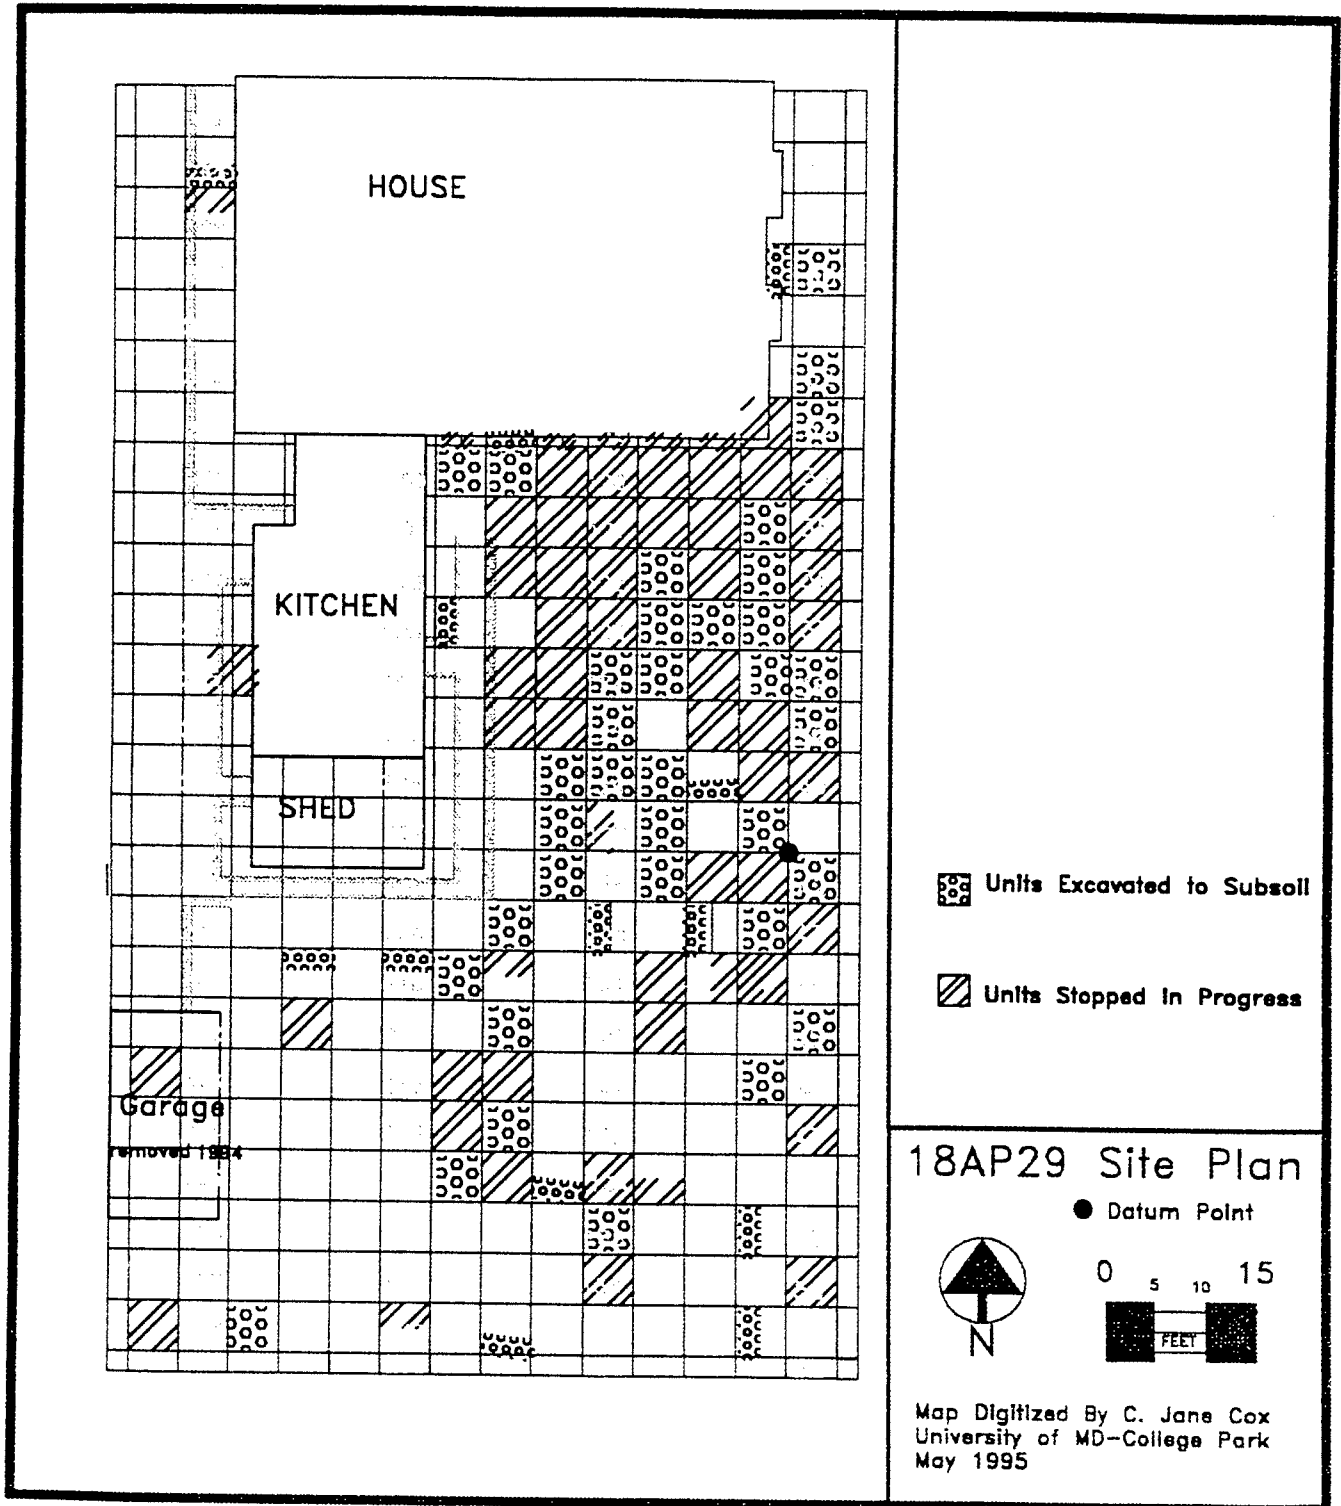 HOUSE
KITCHEN
SHED
Garage
removed 1994
Units Excavated to Subsoil
Units Stopped In Progress
18AP29 Site Plan
Datum Point
0 5 10 15
FEET
N
Map Digitized By C. Jane Cox
University of MD-College Park
May 1995